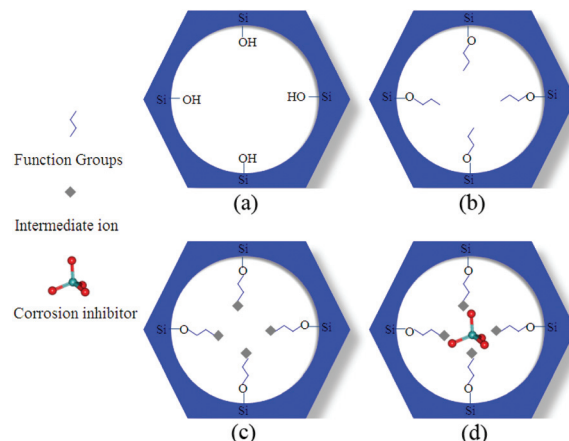 Si
OH
Si
OH
HO
Si
OH
Si
(a)
Si
O
Si
O
O
Si
O
Si
(b)
Function Groups
Intermediate ion
Corrosion inhibitor
Si
O
Si
O
O
Si
O
Si
(c)
Si
O
Si
O
O
Si
O
Si
(d)